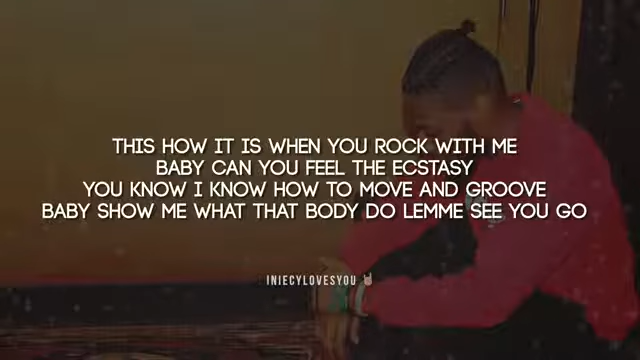 THIS HOW IT IS WHEN YOU ROCK WITH ME
BABY CAN YOU FEEL THE ECSTASY
YOU KNOW I KNOW HOW TO MOVE AND GROOVE
BABY SHOW ME WHAT THAT BODY DO LEMME SEE YOU GO
INIECYLOVESYOU 🤘🏽